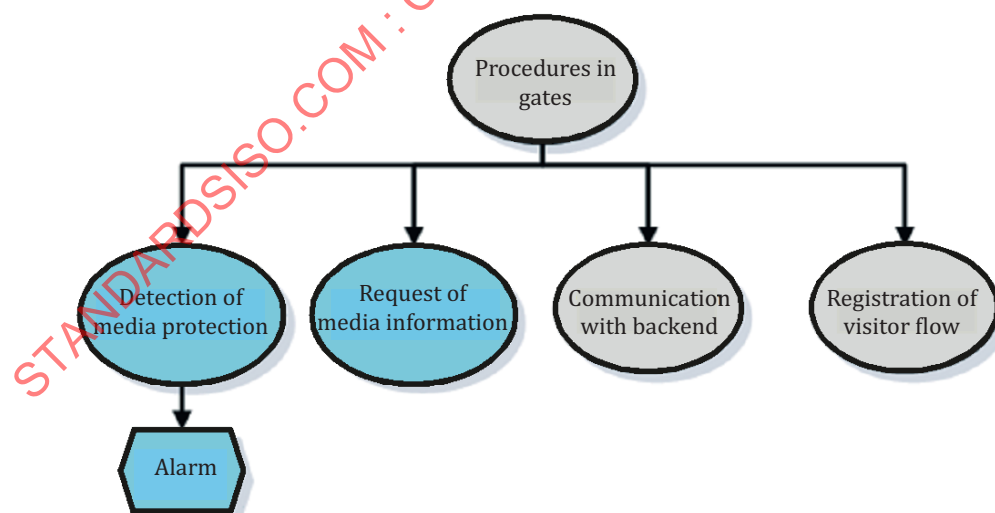 Procedures in
gates
Detection of
media protection
Request of
media information
Communication
with backend
Registration of
visitor flow
Alarm
STANDARDSISO.COM :